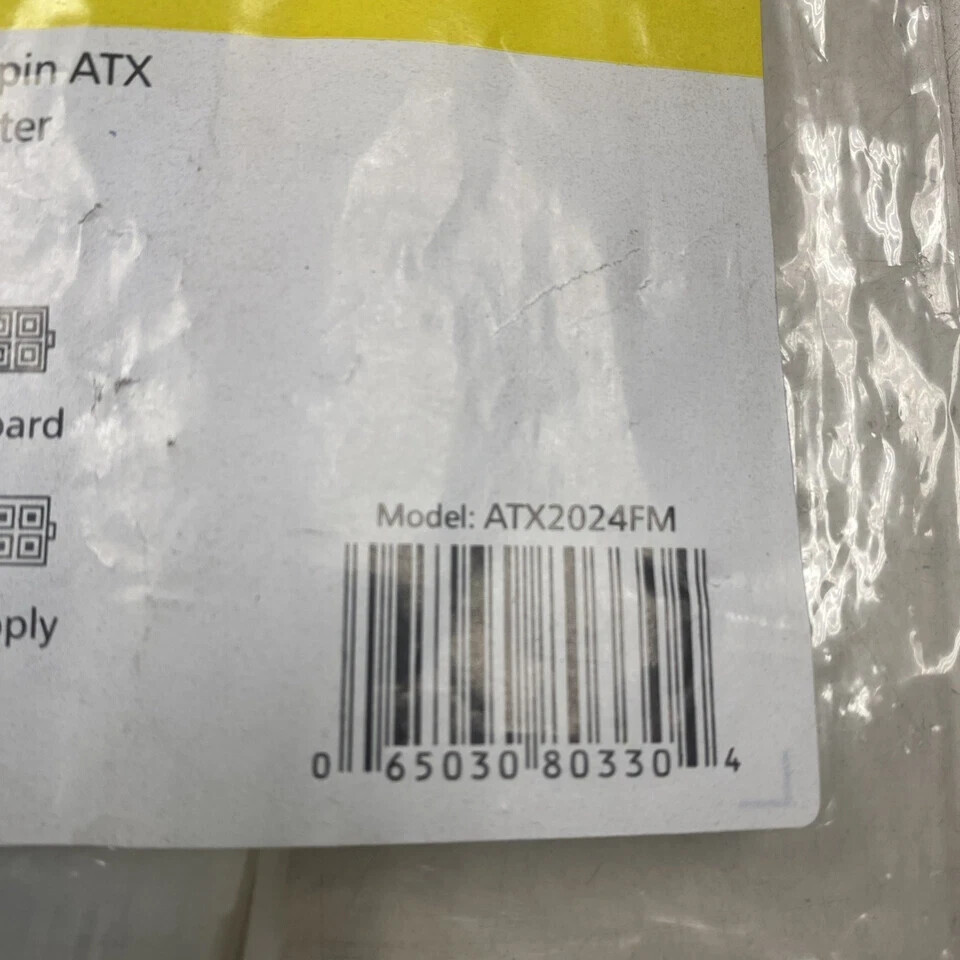 pin ATX
ter
oard
Model: ATX2024FM
pply
0 65030 80330 4